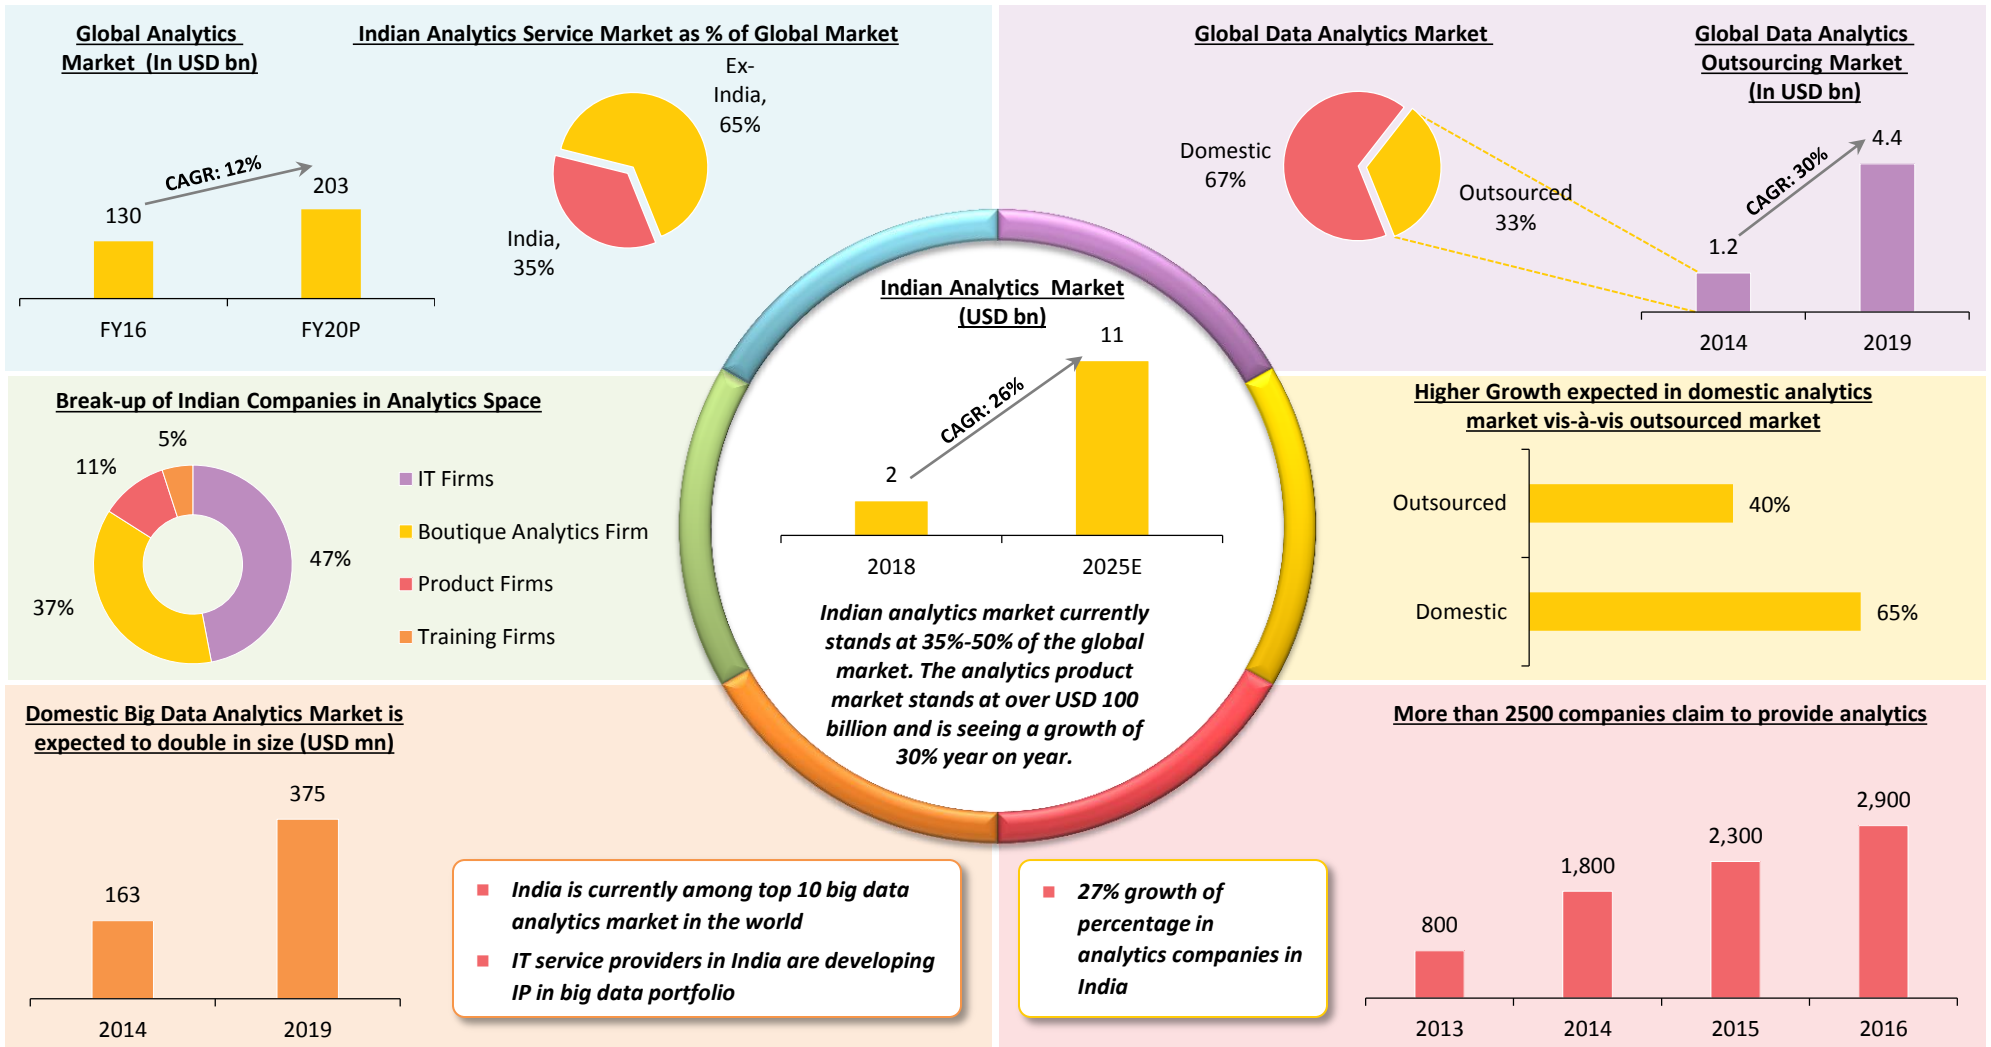 Global Analytics
Market (In USD bn)
CAGR: 12%
130
203
FY16
FY20P
Indian Analytics Service Market as % of Global Market
Ex-
India,
65%
India,
35%
Global Data Analytics Market
Domestic
67%
Outsourced
33%
Global Data Analytics
Outsourcing Market
(In USD bn)
CAGR: 30%
1.2
4.4
2014
2019
Break-up of Indian Companies in Analytics Space
5%
11%
37%
47%
IT Firms
Boutique Analytics Firm
Product Firms
Training Firms
Indian Analytics Market
(USD bn)
CAGR: 26%
2
11
2018
2025E
Indian analytics market currently
stands at 35%-50% of the global
market. The analytics product
market stands at over USD 100
billion and is seeing a growth of
30% year on year.
Higher Growth expected in domestic analytics
market vis-à-vis outsourced market
Outsourced
40%
Domestic
65%
Domestic Big Data Analytics Market is
expected to double in size (USD mn)
163
375
2014
2019
India is currently among top 10 big data
analytics market in the world
IT service providers in India are developing
IP in big data portfolio
27% growth of
percentage in
analytics companies in
India
More than 2500 companies claim to provide analytics
800
1,800
2,300
2,900
2013
2014
2015
2016